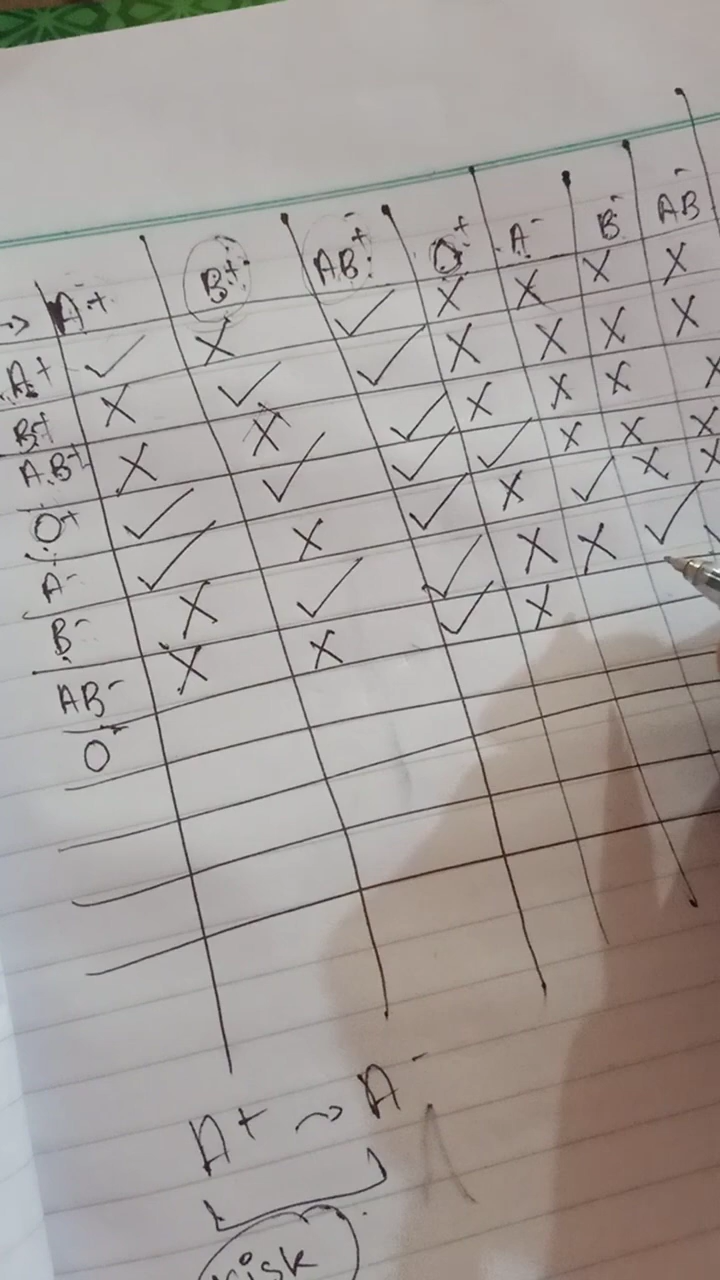 → A+ B+ AB+ O+ A- B- AB-
A+ ✓ X ✓ X X X X
B+ X ✓ ✓ X X X X
AB+ X X ✓ X X X X
O+ ✓ ✓ ✓ ✓ X X X
A- ✓ X ✓ X ✓ X X
B- X ✓ ✓ X X ✓ ✓
AB- X X ✓ X
O
A+ → A-
Risk